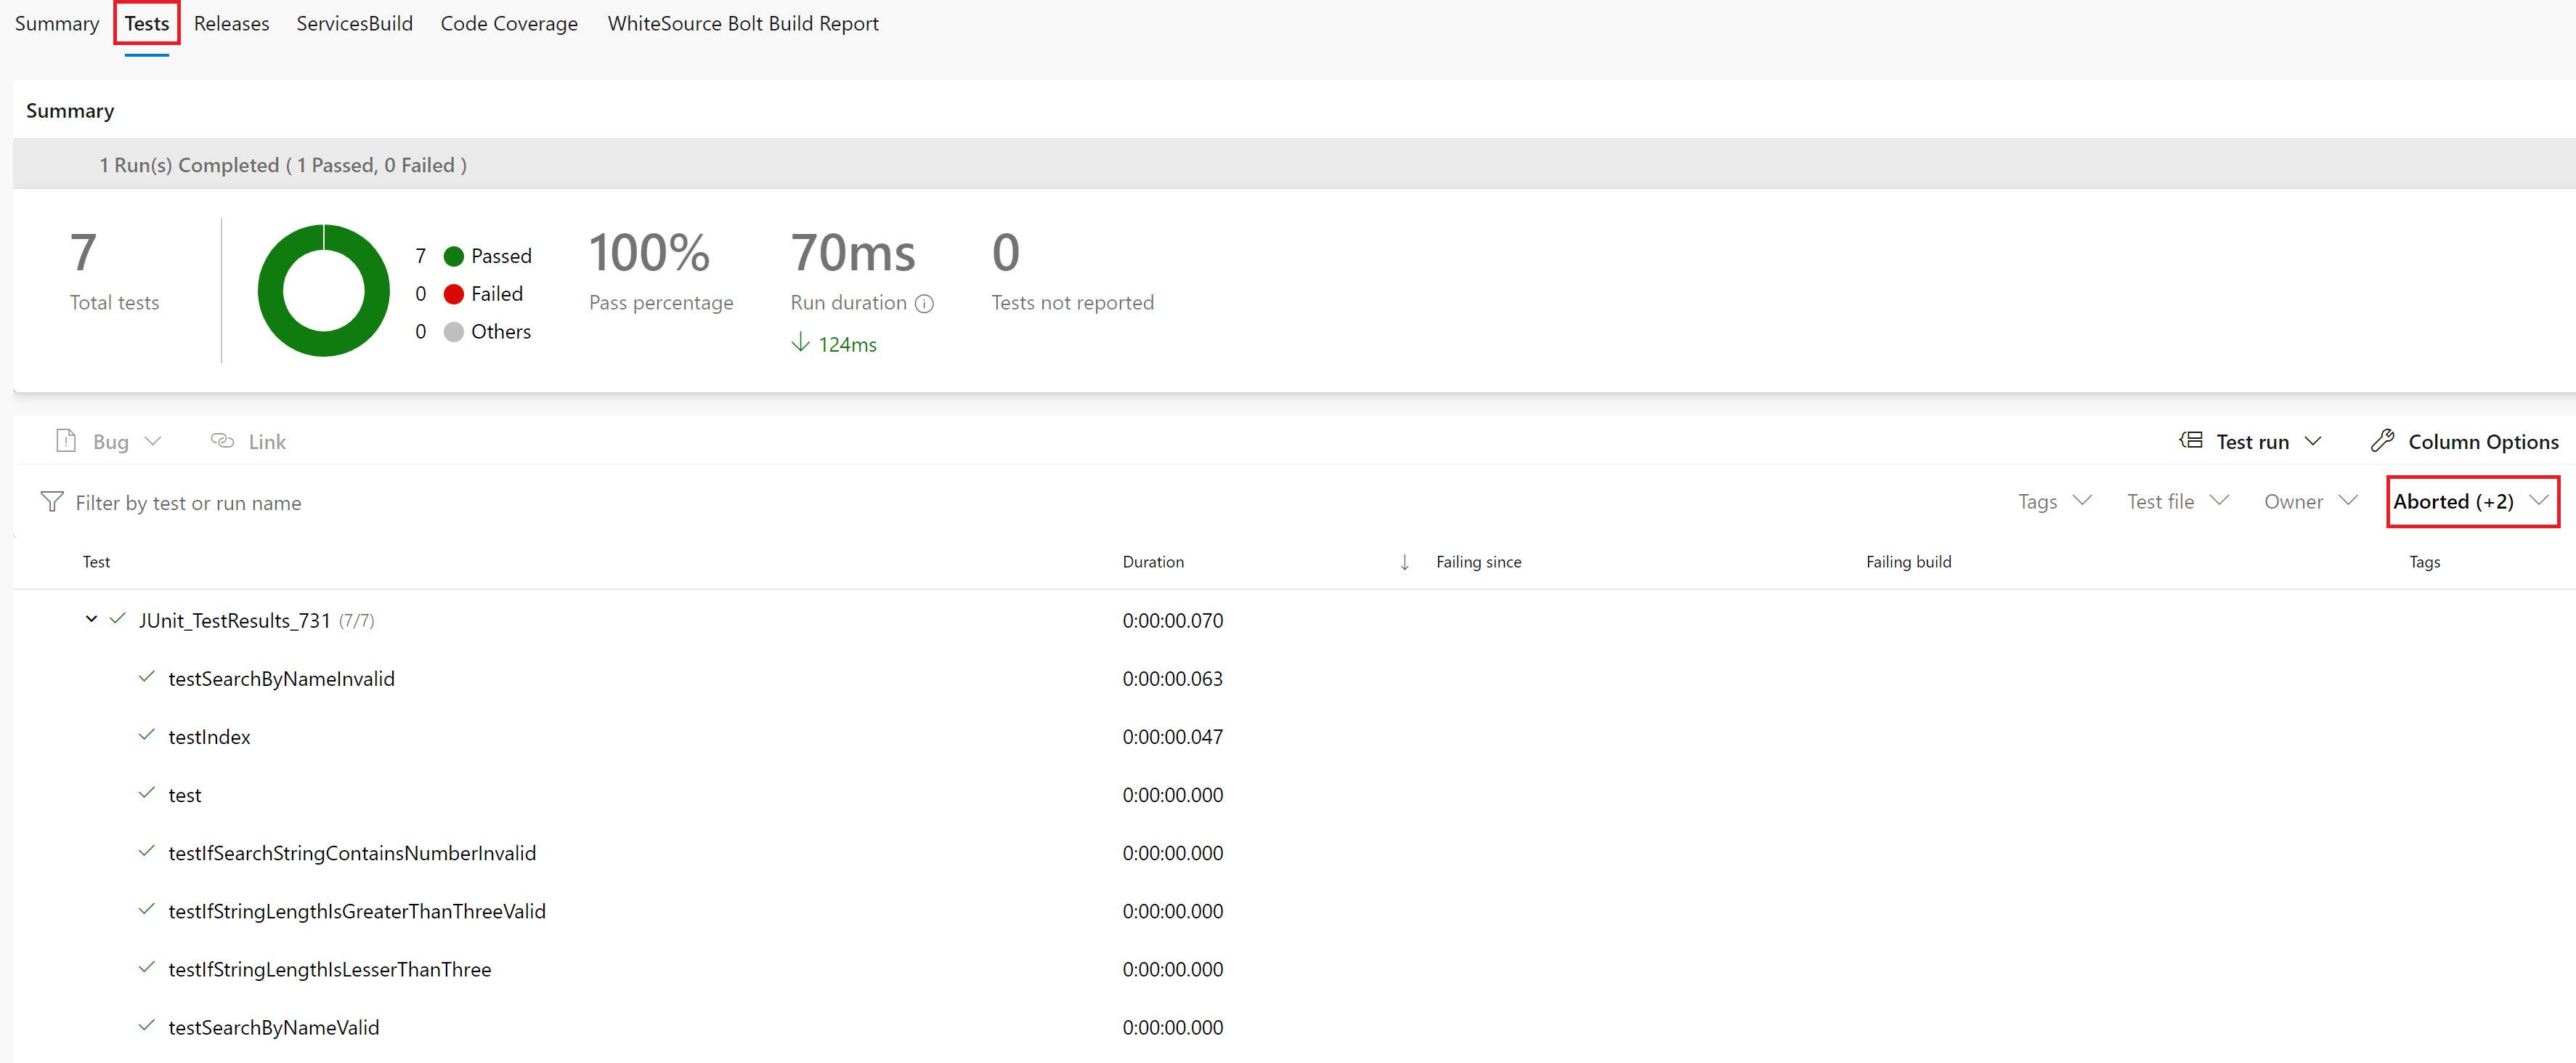 Summary Tests Releases ServicesBuild Code Coverage WhiteSource Bolt Build Report
Summary
1 Run(s) Completed ( 1 Passed, 0 Failed )
7
Total tests
7 Passed
0 Failed
0 Others
100%
Pass percentage
70ms
Run duration
124ms
0
Tests not reported
Bug Link Test run Column Options
Filter by test or run name Tags Test file Owner Aborted (+2)
Test Duration Failing since Failing build Tags
JUnit_TestResults_731 (7/7) 0:00:00.070
testSearchByNameInvalid 0:00:00.063
testIndex 0:00:00.047
test 0:00:00.000
testIfSearchStringContainsNumberInvalid 0:00:00.000
testIfStringLengthIsGreaterThanThreeValid 0:00:00.000
testIfStringLengthIsLesserThanThree 0:00:00.000
testSearchByNameValid 0:00:00.000